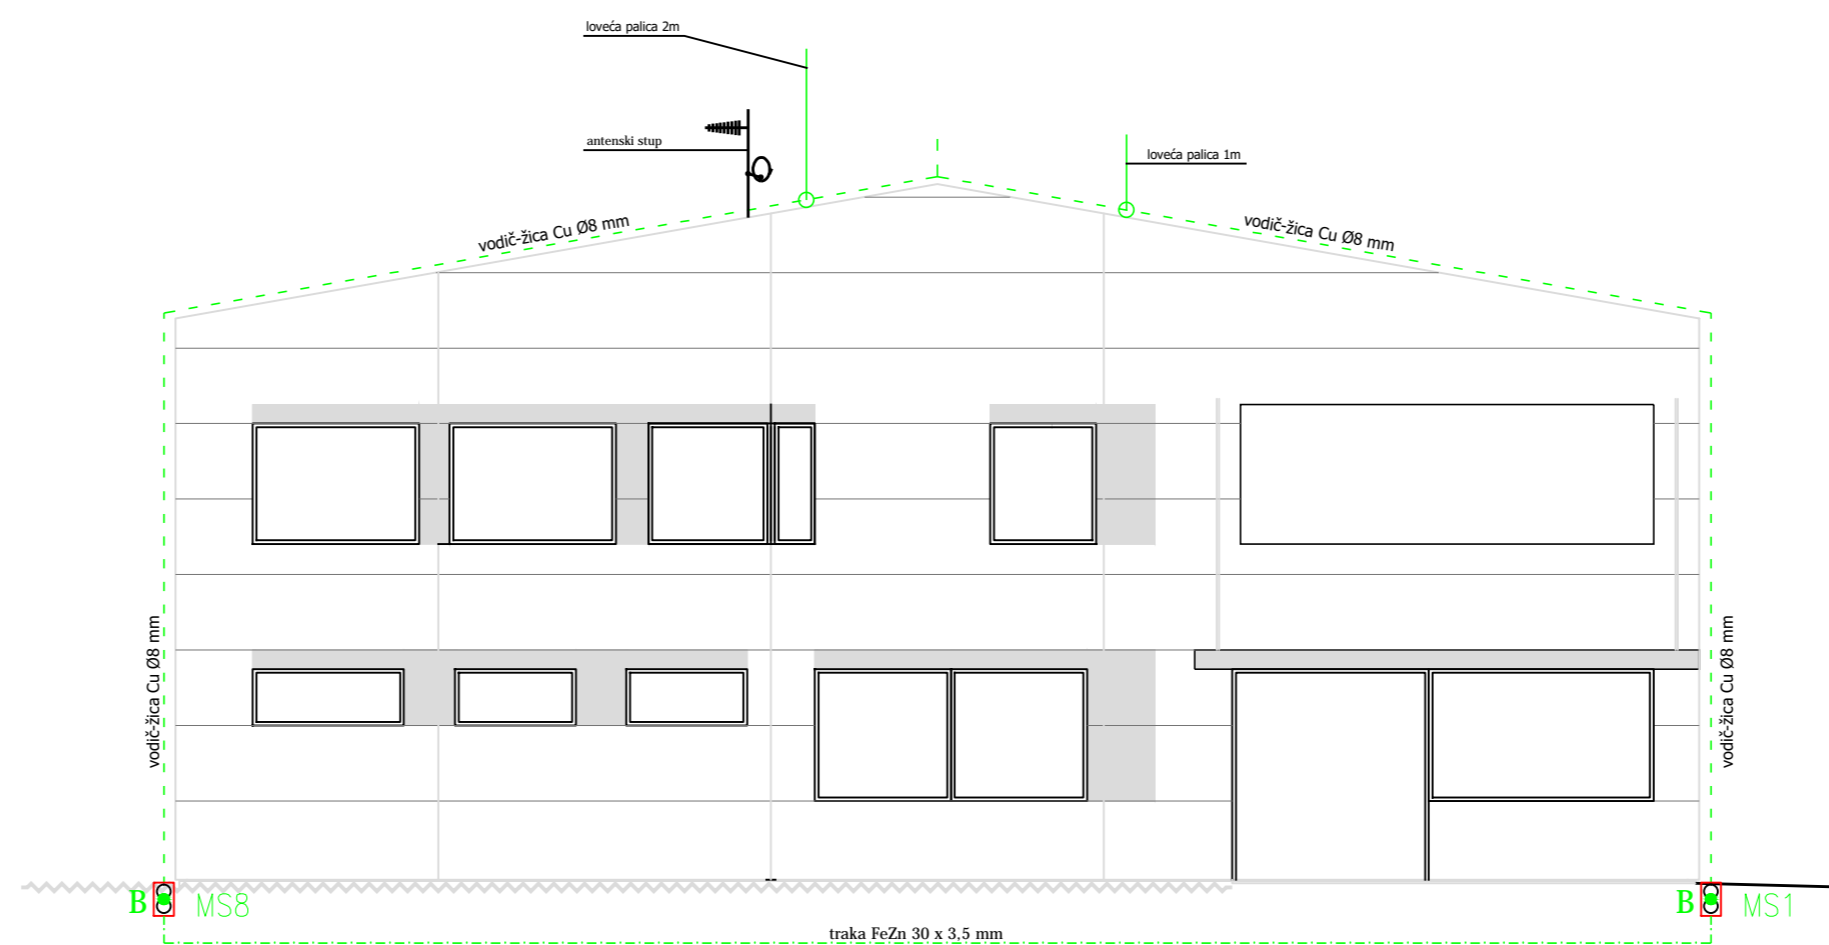 loveća palica 2m
antenski stup
loveća palica 1m
vodič-žica Cu Ø8 mm
vodič-žica Cu Ø8 mm
vodič-žica Cu Ø8 mm
vodič-žica Cu Ø8 mm
B MS8
B MS1
traka FeZn 30 x 3,5 mm